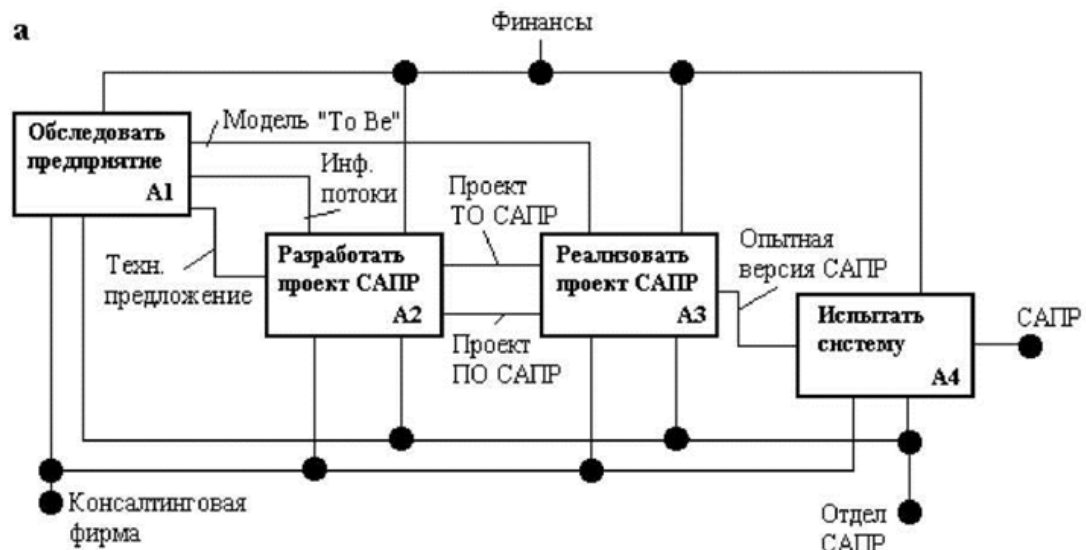 а
Финансы
Обследовать
предприятие
А1
Модель "To Be"
Инф.
потоки
Техн.
предложение
Разработать
проект САПР
А2
Проект
ТО САПР
Проект
ПО САПР
Реализовать
проект САПР
А3
Опытная
версия САПР
Испытать
систему
А4
САПР
Консалтинговая
фирма
Отдел
САПР